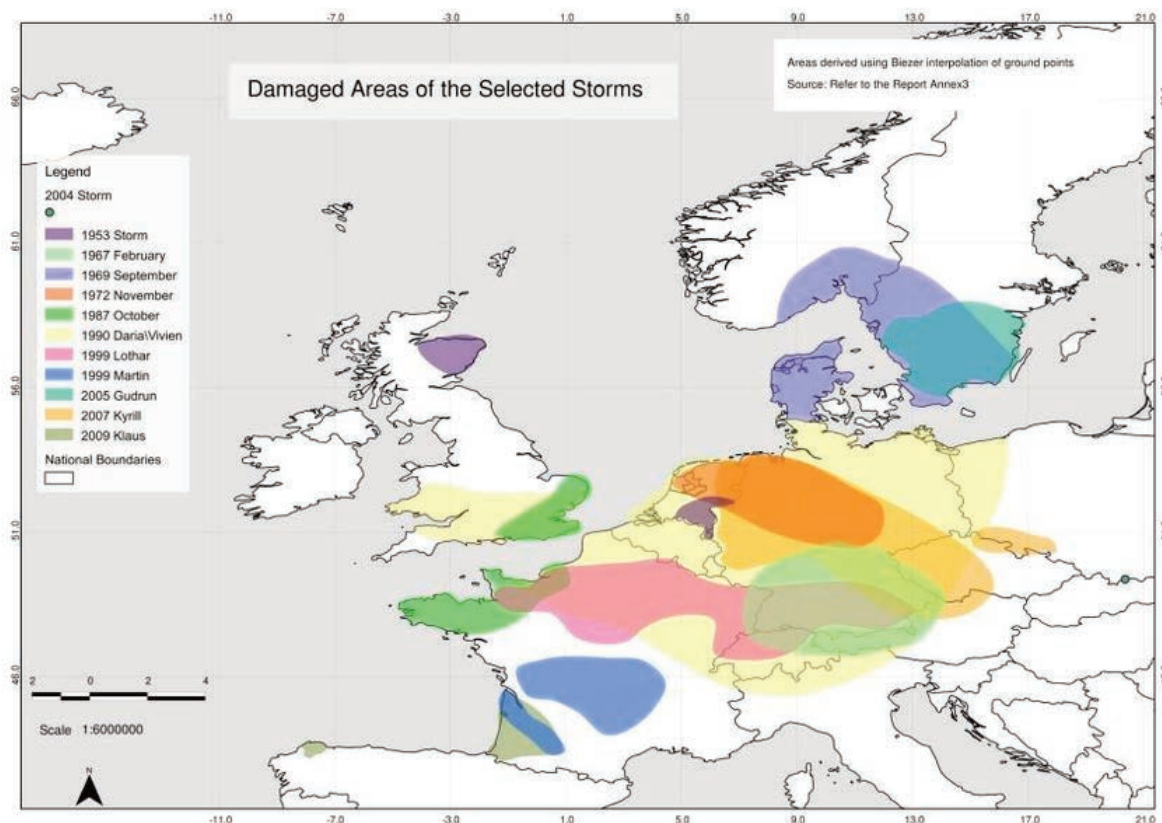 -11.0 -7.0 -3.0 1.0 5.0 9.0 13.0 17.0 21.0
Damaged Areas of the Selected Storms
Areas derived using Biezer interpolation of ground points
Source: Refer to the Report Annex3
66.0
61.0
56.0
51.0
Legend
2004 Storm
1953 Storm
1967 February
1969 September
1972 November
1987 October
1990 Daria\Vivien
1999 Lothar
1999 Martin
2005 Gudrun
2007 Kyrill
2009 Klaus
National Boundaries
2 0 2 4
Scale 1:6000000
N
-11.0 -7.0 -3.0 1.0 5.0 9.0 13.0 17.0 21.0